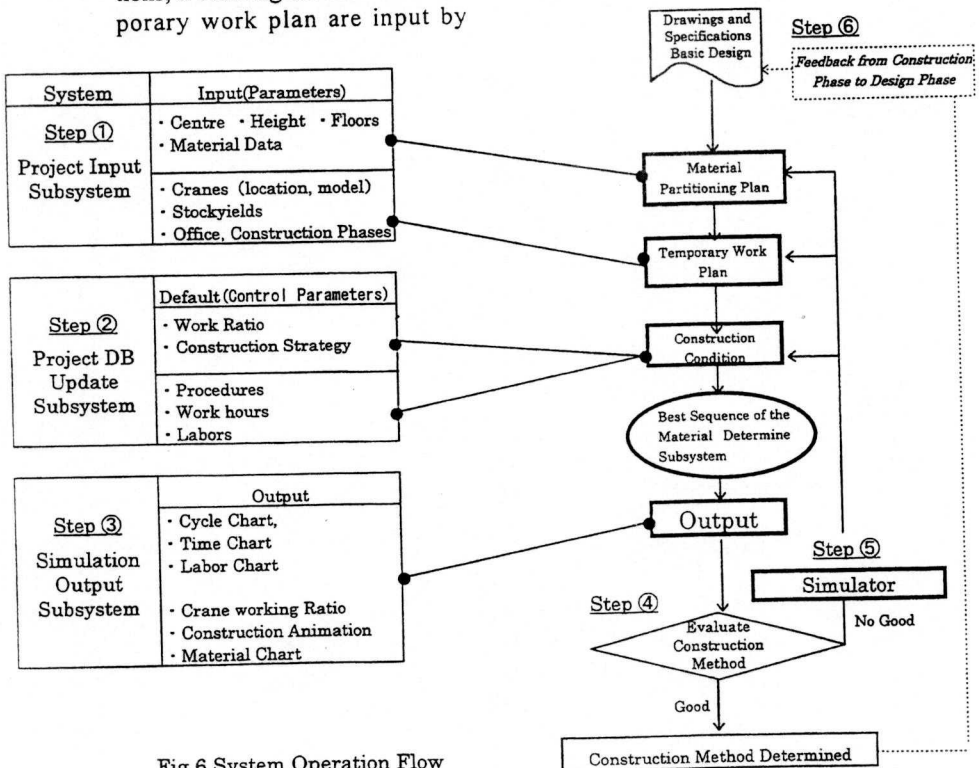 porary work plan are input by
System
Input(Parameters)
Step ①
Project Input
Subsystem
・Centre ・Height ・Floors
・Material Data
・Cranes (location, model)
・Stockyields
・Office, Construction Phases
Step ②
Project DB
Update
Subsystem
Default(Control Parameters)
・Work Ratio
・Construction Strategy
・Procedures
・Work hours
・Labors
Step ③
Simulation
Output
Subsystem
Output
・Cycle Chart,
・Time Chart
・Labor Chart
・Crane working Ratio
・Construction Animation
・Material Chart
Drawings and
Specifications
Basic Design
Step ⑥
Feedback from Construction
Phase to Design Phase
Material
Partitioning Plan
Temporary Work
Plan
Construction
Condition
Best Sequence of the
Material Determine
Subsystem
Output
Step ⑤
Simulator
Step ④
Evaluate
Construction
Method
No Good
Good
Construction Method Determined
Fig.6 System Operation Flow